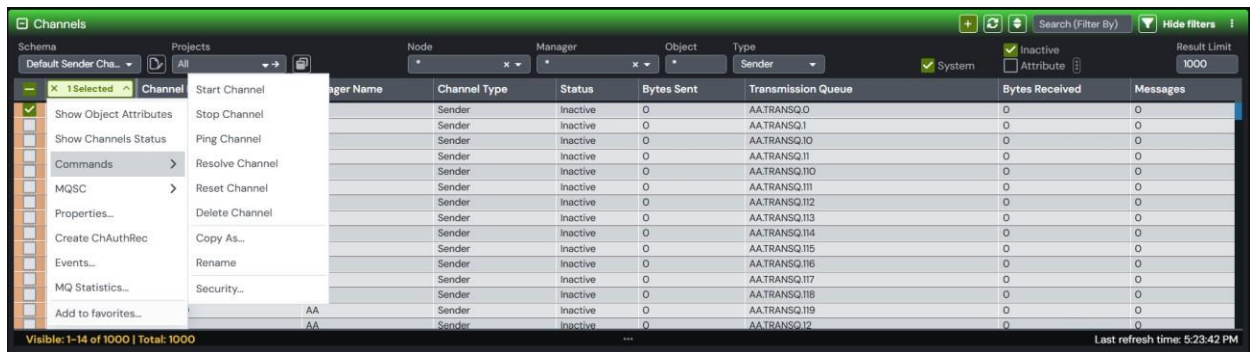 Channels
Search (Filter By)
Hide filters
Schema Projects Node Manager Object Type Inactive Result Limit
Default Sender Cha... All * x * x * Sender System Attribute 1000
x 1 Selected Channel ager Name Channel Type Status Bytes Sent Transmission Queue Bytes Received Messages
Show Object Attributes
Show Channels Status
Commands
MQSC
Properties...
Create ChAuthRec
Events...
MQ Statistics...
Add to favorites...
Start Channel
Stop Channel
Ping Channel
Resolve Channel
Reset Channel
Delete Channel
Copy As...
Rename
Security...
Sender Inactive 0 AA.TRANSQ.0 0 0
Sender Inactive 0 AA.TRANSQ.1 0 0
Sender Inactive 0 AA.TRANSQ.10 0 0
Sender Inactive 0 AA.TRANSQ.11 0 0
Sender Inactive 0 AA.TRANSQ.110 0 0
Sender Inactive 0 AA.TRANSQ.111 0 0
Sender Inactive 0 AA.TRANSQ.112 0 0
Sender Inactive 0 AA.TRANSQ.113 0 0
Sender Inactive 0 AA.TRANSQ.114 0 0
Sender Inactive 0 AA.TRANSQ.115 0 0
Sender Inactive 0 AA.TRANSQ.116 0 0
Sender Inactive 0 AA.TRANSQ.117 0 0
Sender Inactive 0 AA.TRANSQ.118 0 0
AA Sender Inactive 0 AA.TRANSQ.119 0 0
AA Sender Inactive 0 AA.TRANSQ.12 0 0
Visible: 1-14 of 1000 | Total: 1000 ... Last refresh time: 5:23:42 PM